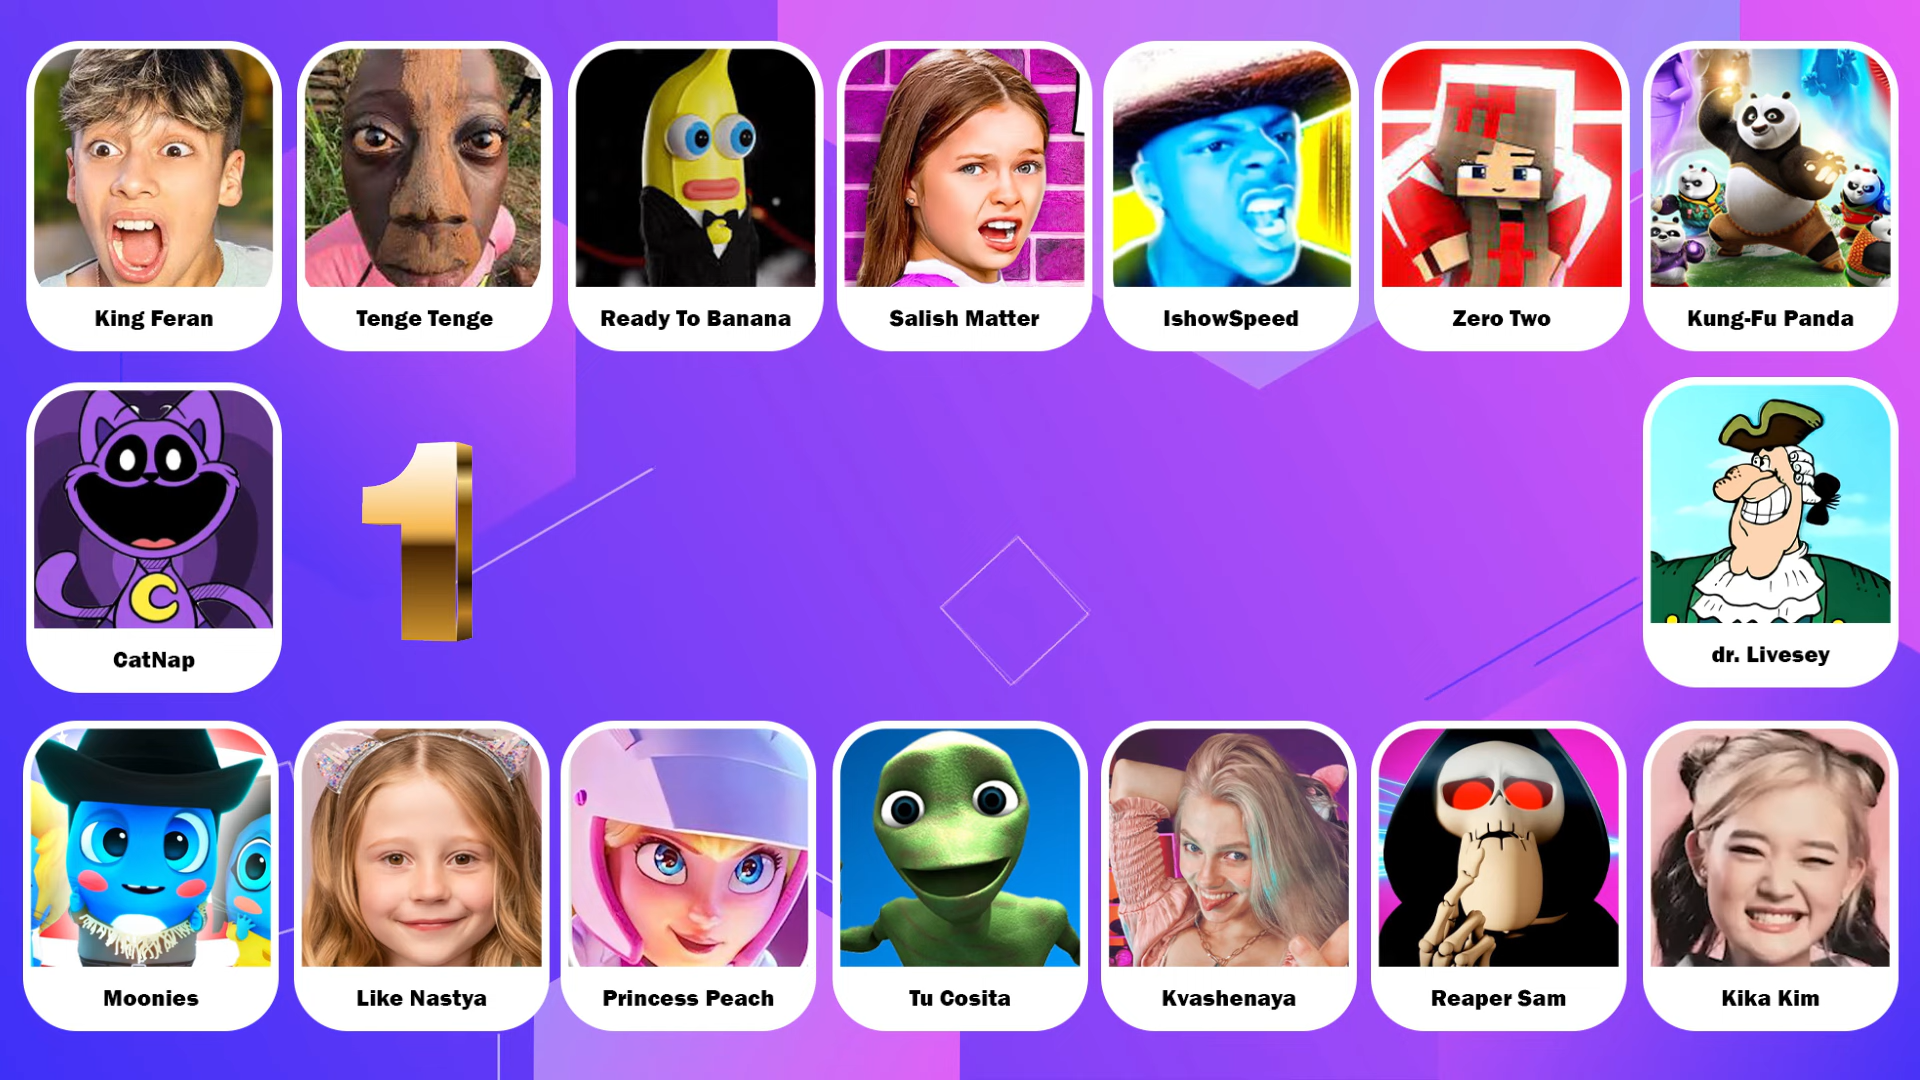 King Feran
Tenge Tenge
Ready To Banana
Salish Matter
IshowSpeed
Zero Two
Kung-Fu Panda
CatNap
1
dr. Livesey
Moonies
Like Nastya
Princess Peach
Tu Cosita
Kvashenaya
Reaper Sam
Kika Kim